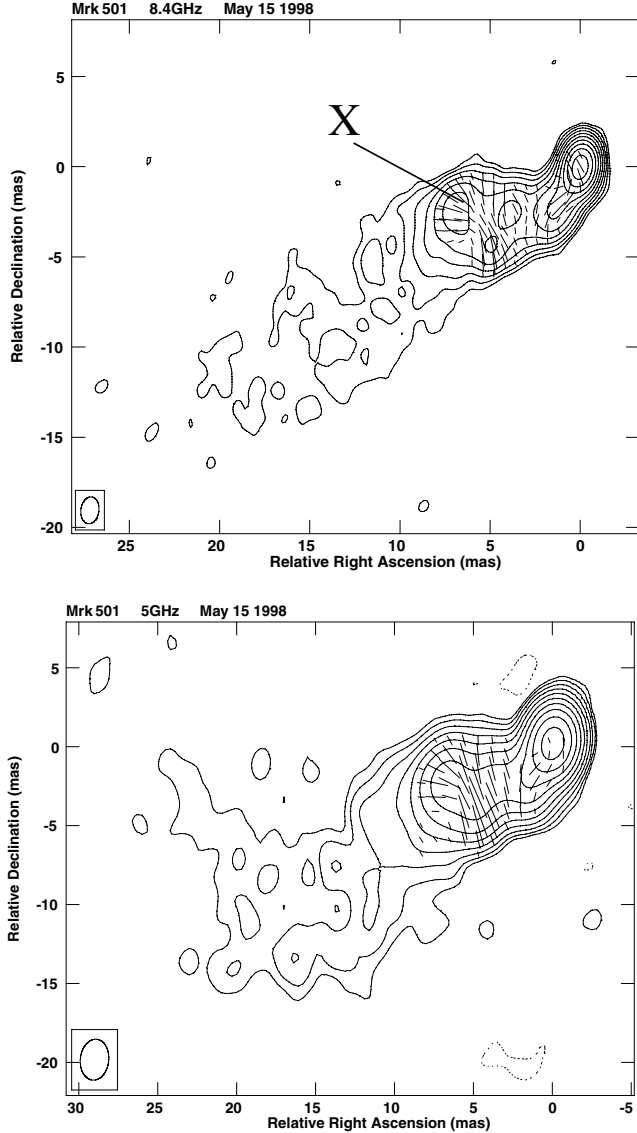 Mrk 501 8.4GHz May 15 1998
X
5
0
-5
-10
-15
-20
Relative Declination (mas)
25 20 15 10 5 0
Relative Right Ascension (mas)
Mrk 501 5GHz May 15 1998
5
0
-5
-10
-15
-20
Relative Declination (mas)
30 25 20 15 10 5 0 -5
Relative Right Ascension (mas)